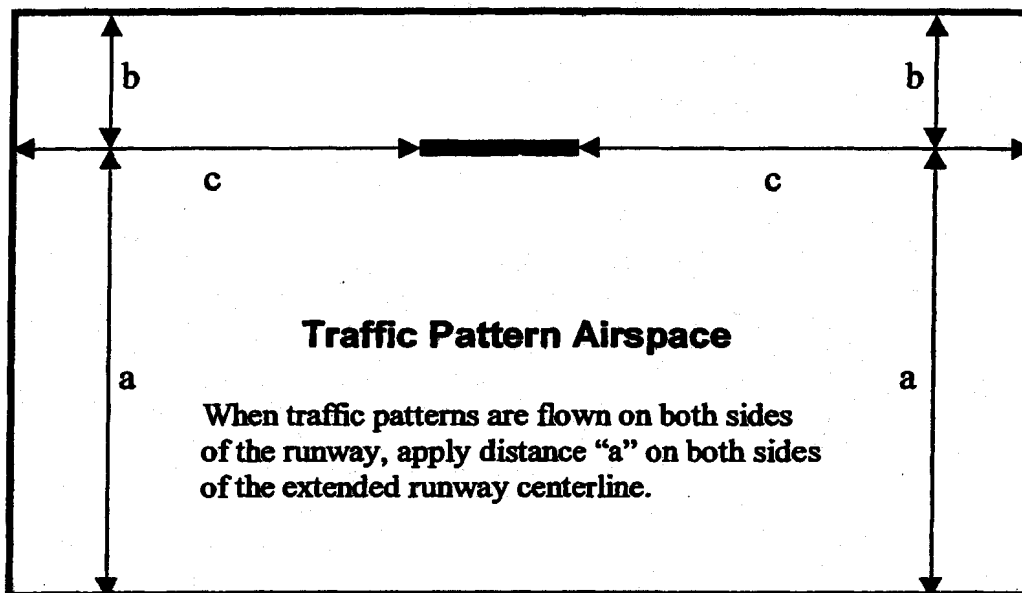 b b
c c
Traffic Pattern Airspace
a a
When traffic patterns are flown on both sides
of the runway, apply distance “a” on both sides
of the extended runway centerline.